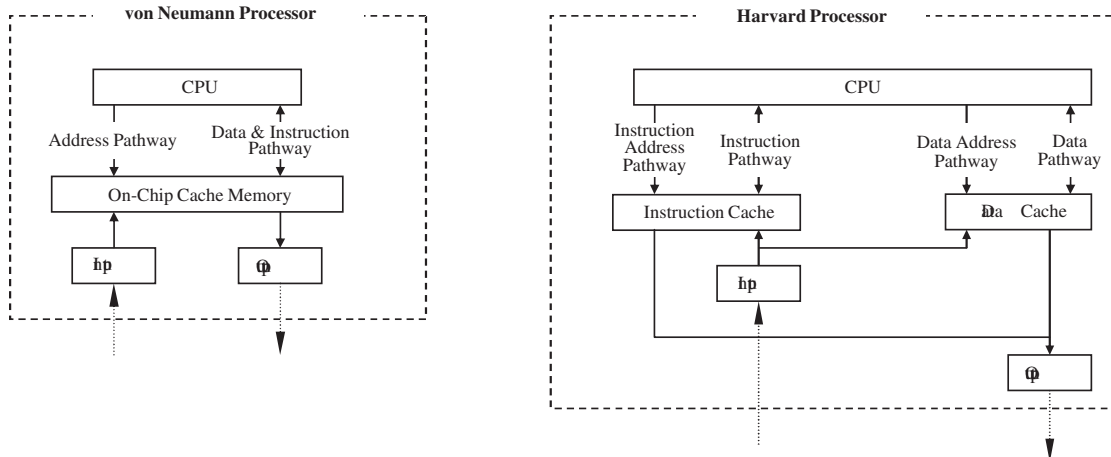 von Neumann Processor
CPU
Address Pathway
Data & Instruction
Pathway
On-Chip Cache Memory
Harvard Processor
CPU
Instruction
Address
Pathway
Instruction
Pathway
Data Address
Pathway
Data
Pathway
Instruction Cache
Data Cache